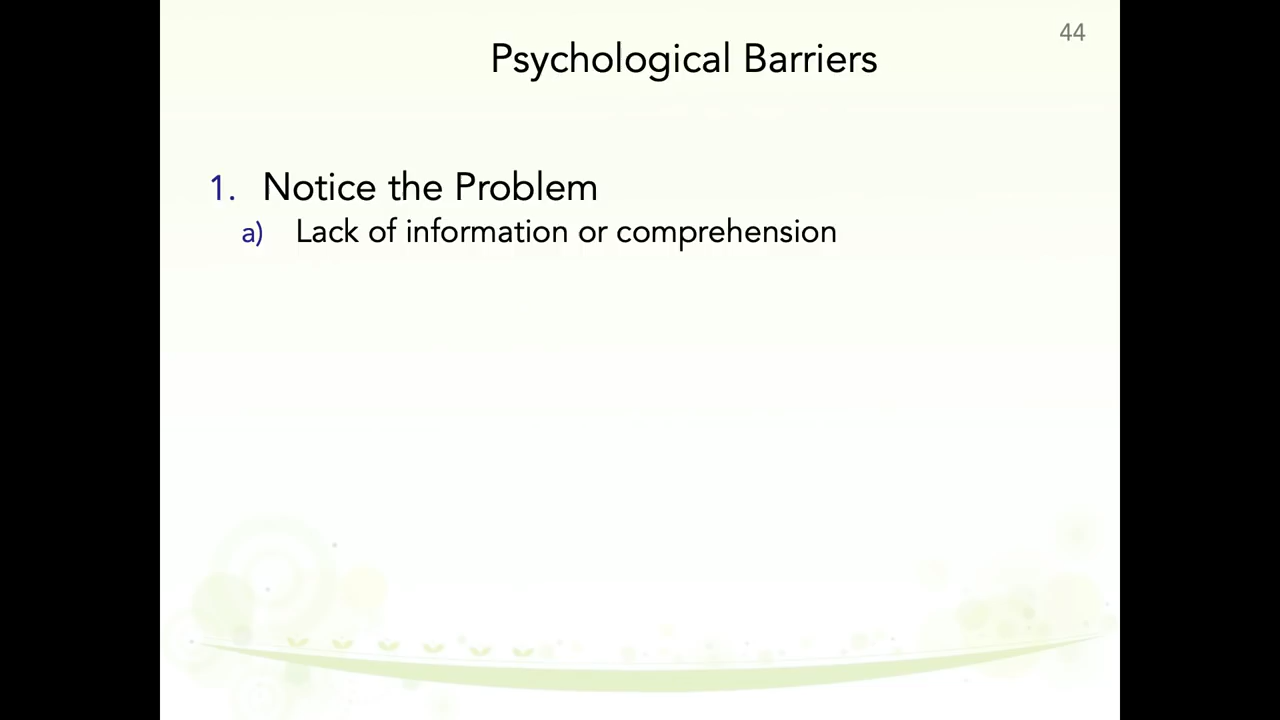 44
Psychological Barriers
1. Notice the Problem
a) Lack of information or comprehension